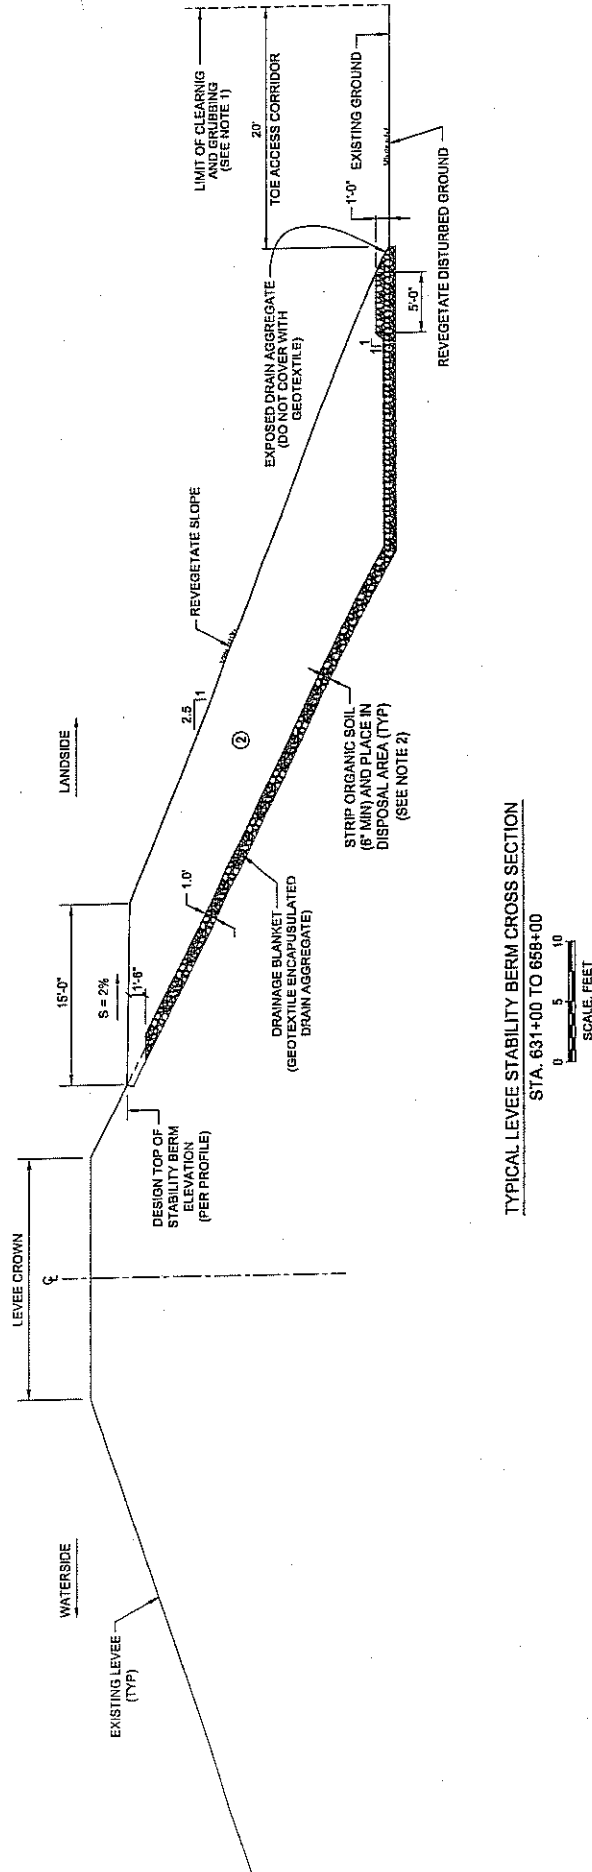 LEVEE CROWN
℄
WATERSIDE
EXISTING LEVEE
(TYP)
DESIGN TOP OF
STABILITY BERM
ELEVATION
(PER PROFILE)
15'-0"
S = 2%
1'-6"
LANDSIDE
1.0'
DRAINAGE BLANKET
(GEOTEXTILE ENCAPUSULATED
DRAIN AGGREGATE)
2.5
1
2
REVEGETATE SLOPE
STRIP ORGANIC SOIL
(6" MIN) AND PLACE IN
DISPOSAL AREA (TYP)
(SEE NOTE 2)
EXPOSED DRAIN AGGREGATE
(DO NOT COVER WITH
GEOTEXTILE)
1
1
5'-0"
1'-0"
LIMIT OF CLEARNIG
AND GRUBBING
(SEE NOTE 1)
20'
TOE ACCESS CORRIDOR
EXISTING GROUND
REVEGETATE DISTURBED GROUND
TYPICAL LEVEE STABILITY BERM CROSS SECTION
STA. 631+00 TO 658+00
0 5 10
SCALE, FEET